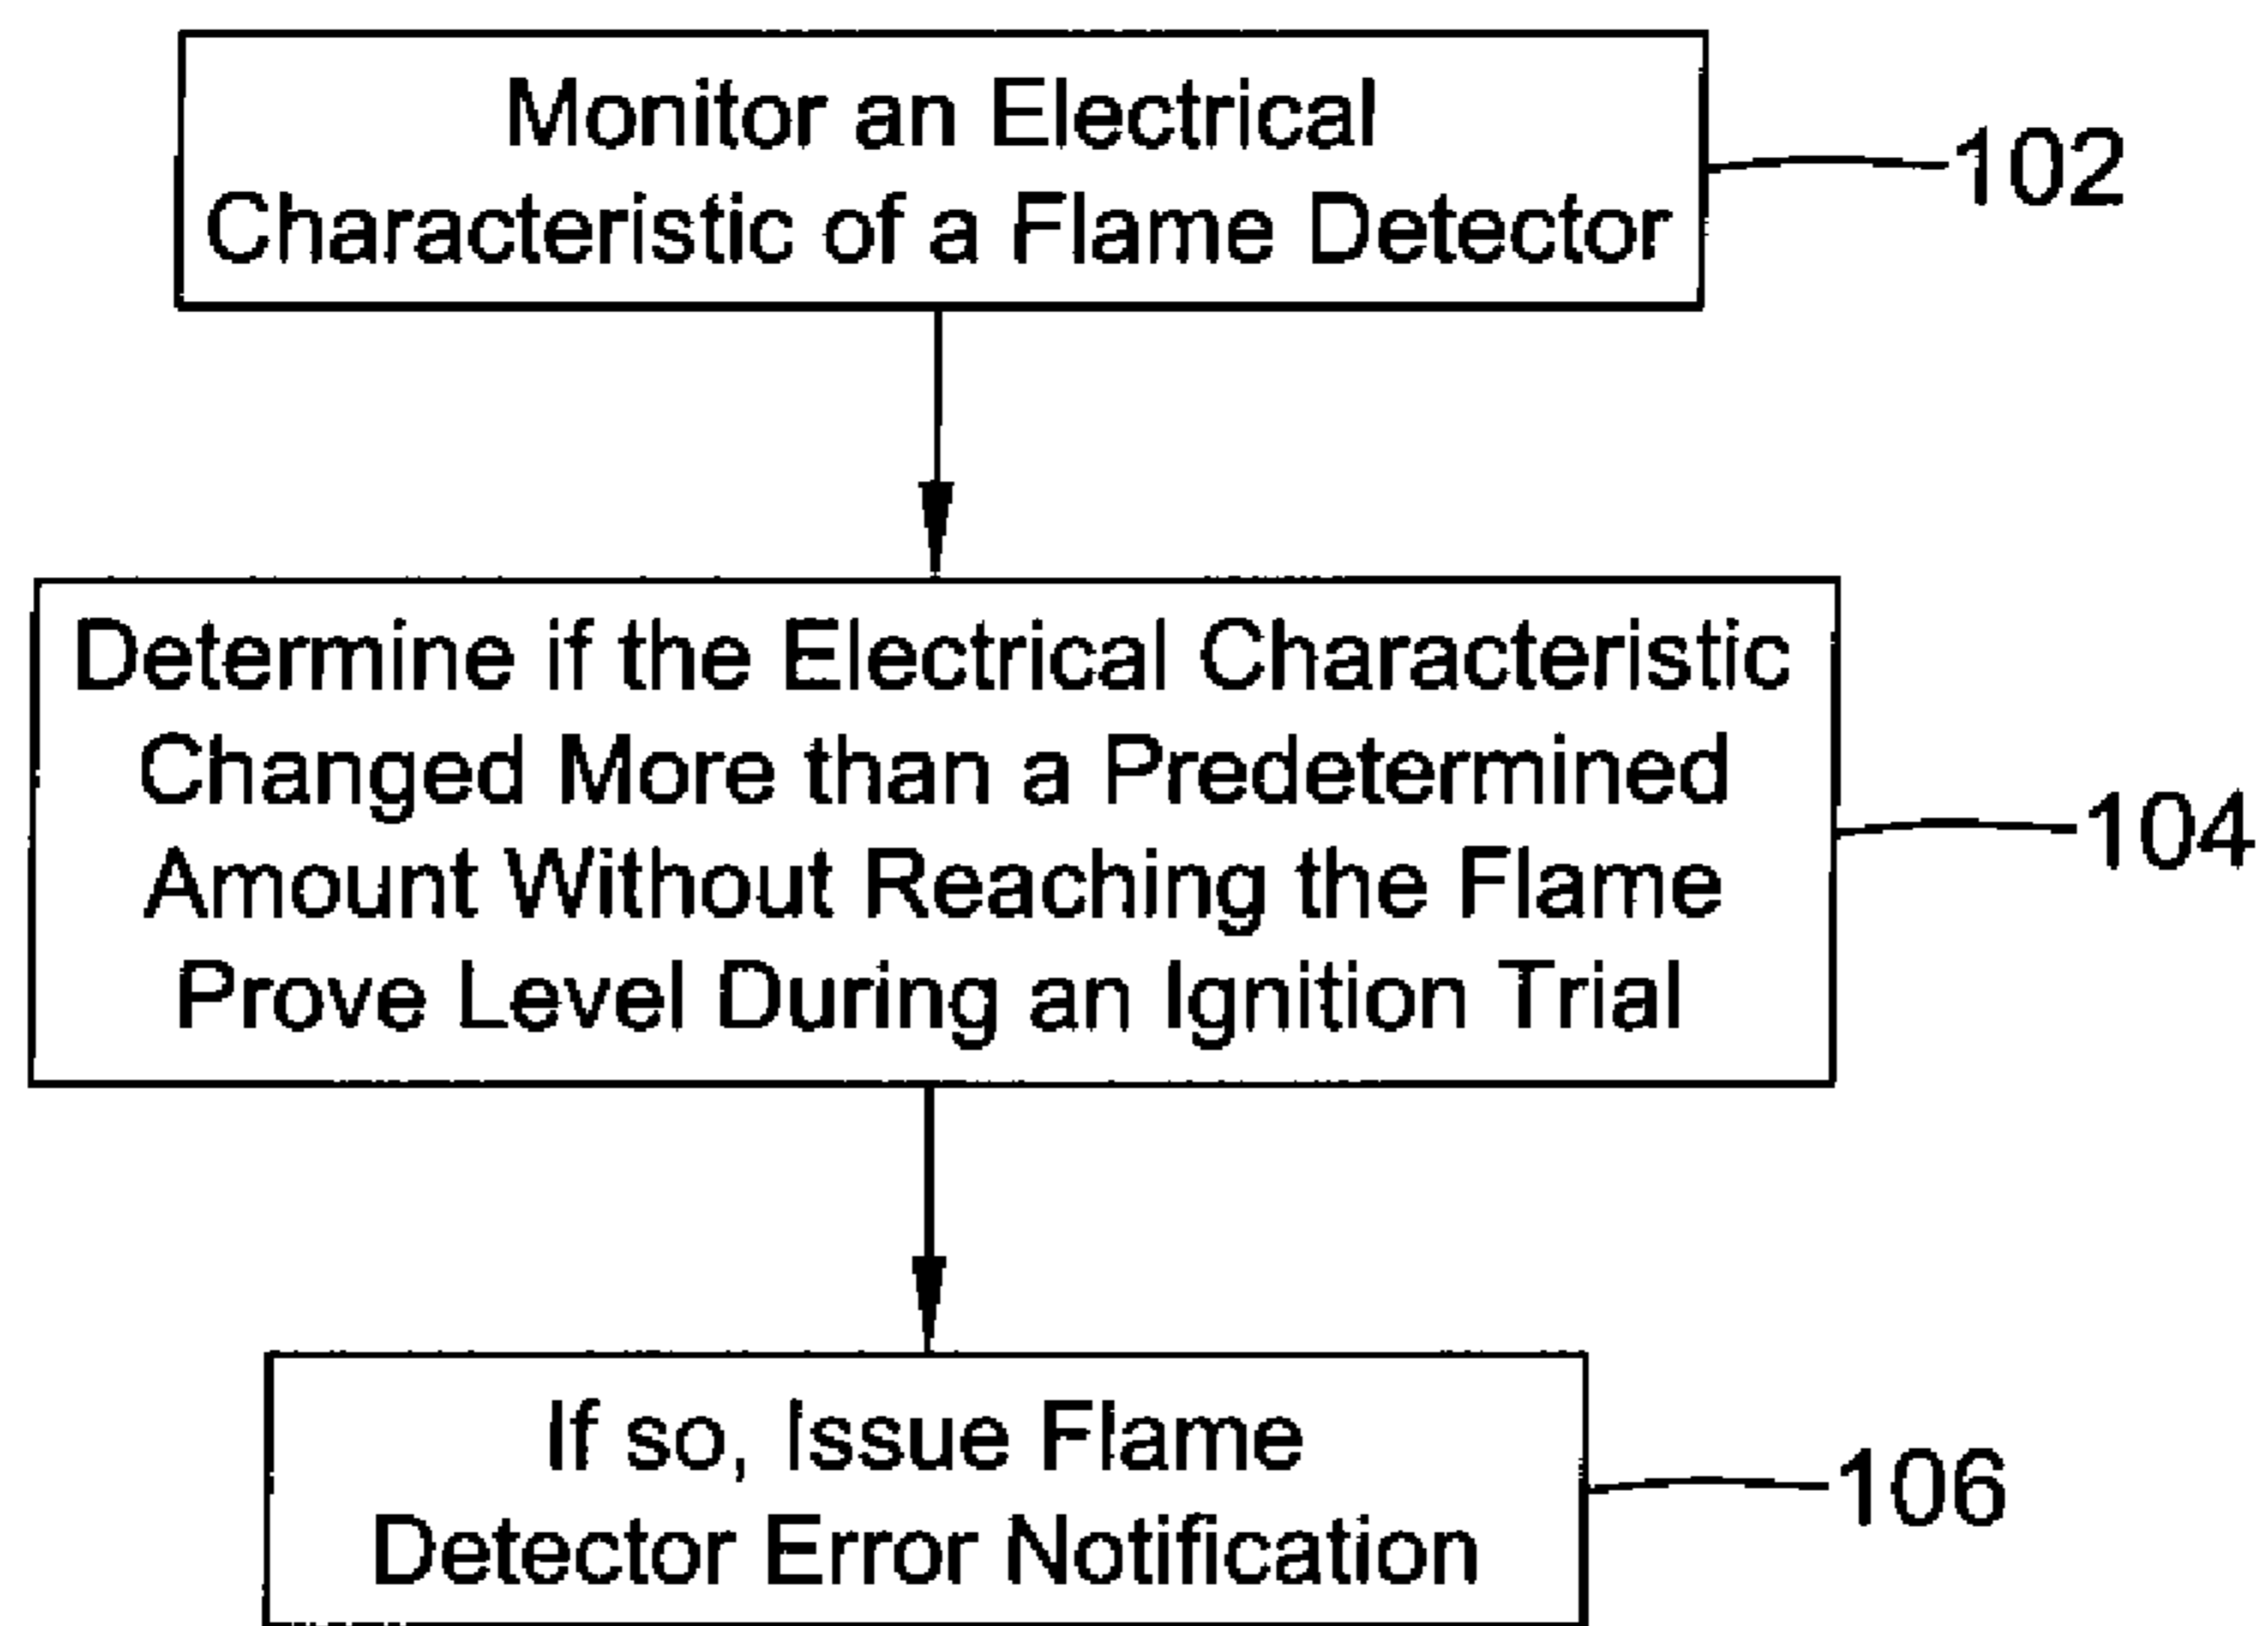 Monitor an Electrical
Characteristic of a Flame Detector
102
Determine if the Electrical Characteristic
Changed More than a Predetermined
Amount Without Reaching the Flame
Prove Level During an Ignition Trial
104
If so, Issue Flame
Detector Error Notification
106